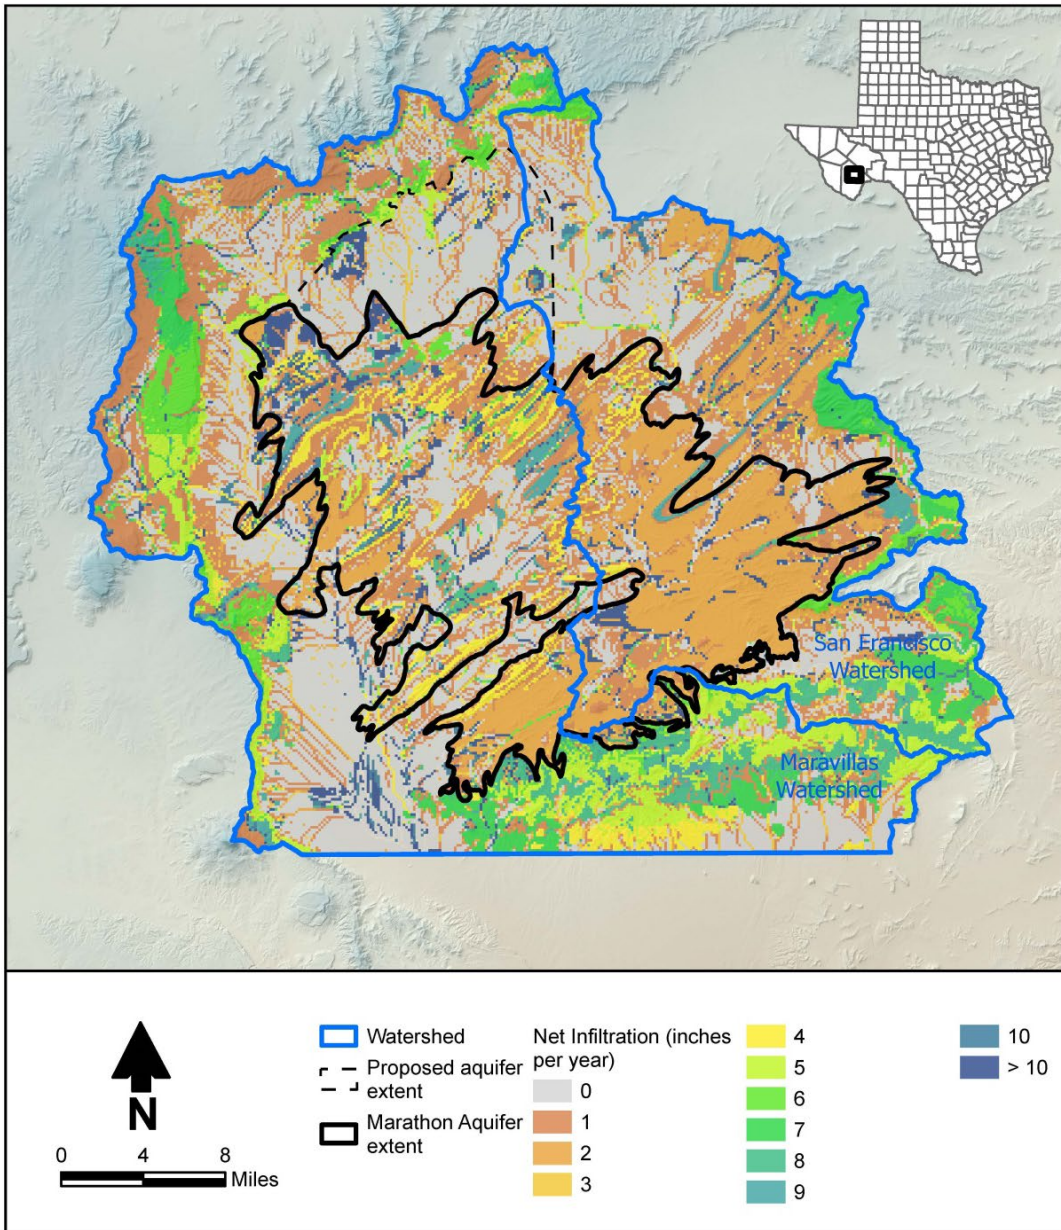 San Francisco
Watershed
Maravillas
Watershed
N
0 4 8
Miles
Watershed
Proposed aquifer
extent
Marathon Aquifer
extent
Net Infiltration (inches
per year)
0
1
2
3
4
5
6
7
8
9
10
> 10